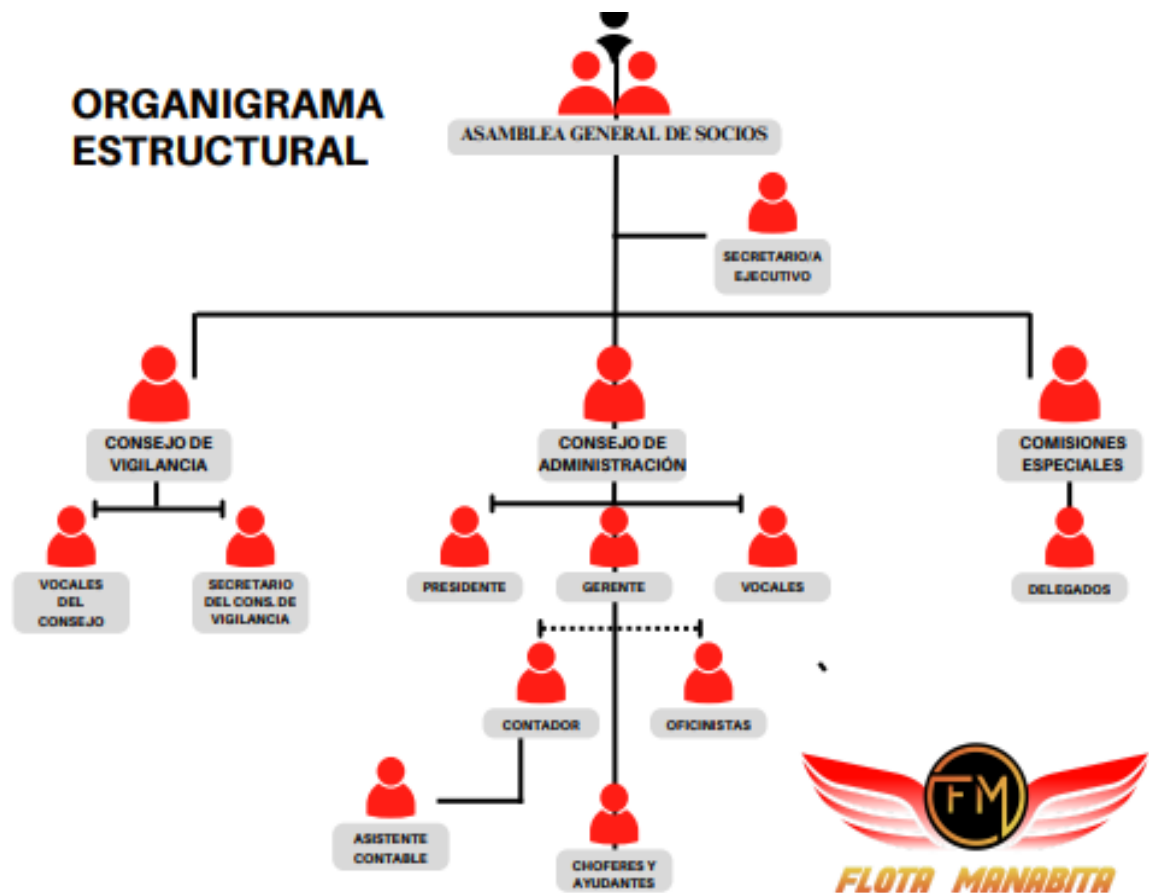 ORGANIGRAMA
ESTRUCTURAL
ASAMBLEA GENERAL DE SOCIOS
SECRETARIO/A
EJECUTIVO
CONSEJO DE
VIGILANCIA
CONSEJO DE
ADMINISTRACIÓN
COMISIONES
ESPECIALES
VOCALES
DEL
CONSEJO
SECRETARIO
DEL CONS. DE
VIGILANCIA
PRESIDENTE
GERENTE
VOCALES
DELEGADOS
CONTADOR
OFICINISTAS
ASISTENTE
CONTABLE
CHOFERES Y
AYUDANTES
FM
FLOTA MANABITA